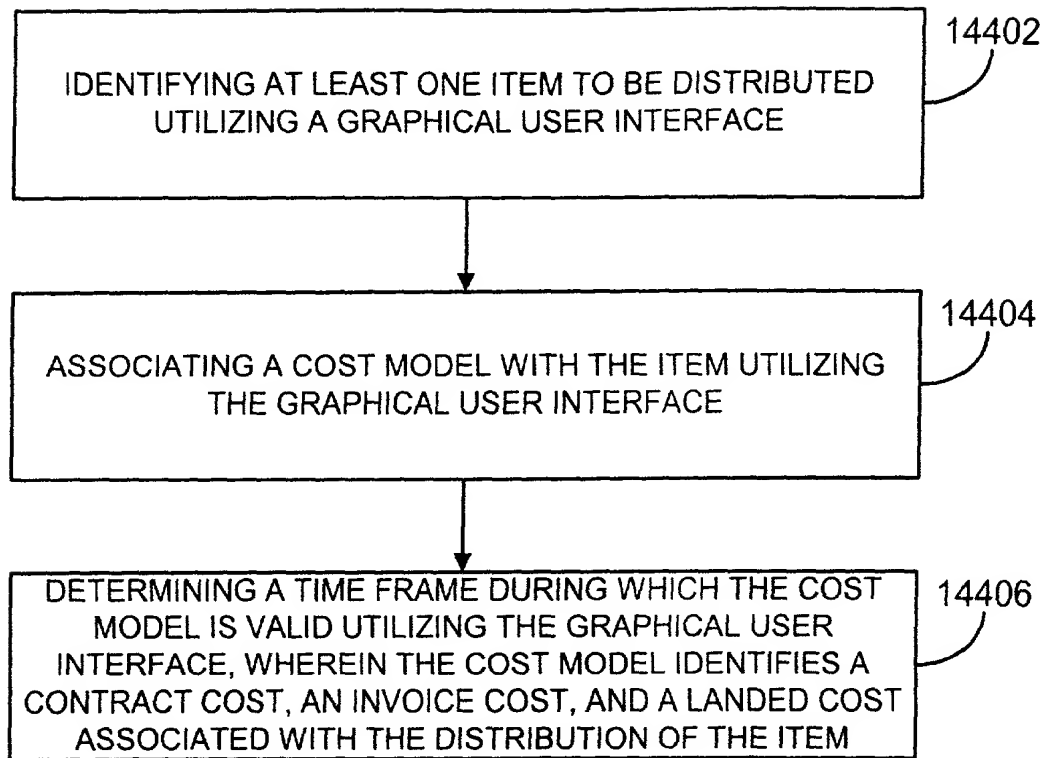 14402
IDENTIFYING AT LEAST ONE ITEM TO BE DISTRIBUTED
UTILIZING A GRAPHICAL USER INTERFACE
14404
ASSOCIATING A COST MODEL WITH THE ITEM UTILIZING
THE GRAPHICAL USER INTERFACE
14406
DETERMINING A TIME FRAME DURING WHICH THE COST
MODEL IS VALID UTILIZING THE GRAPHICAL USER
INTERFACE, WHEREIN THE COST MODEL IDENTIFIES A
CONTRACT COST, AN INVOICE COST, AND A LANDED COST
ASSOCIATED WITH THE DISTRIBUTION OF THE ITEM